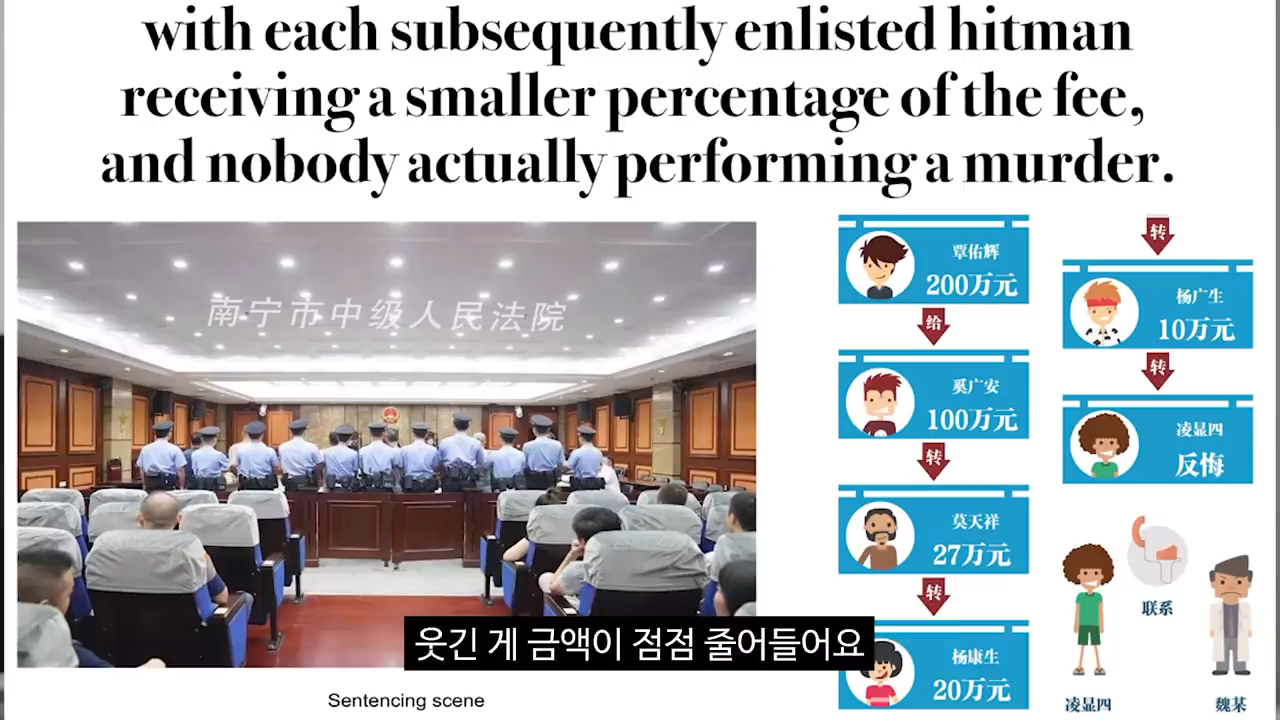 with each subsequently enlisted hitman
receiving a smaller percentage of the fee,
and nobody actually performing a murder.
南宁市中级人民法院
Sentencing scene
覃佑辉
200万元
给
奚广安
100万元
转
莫天祥
27万元
转
杨康生
20万元
转
杨广生
10万元
转
凌显四
反悔
联系
凌显四
魏某
웃긴 게 금액이 점점 줄어들어요